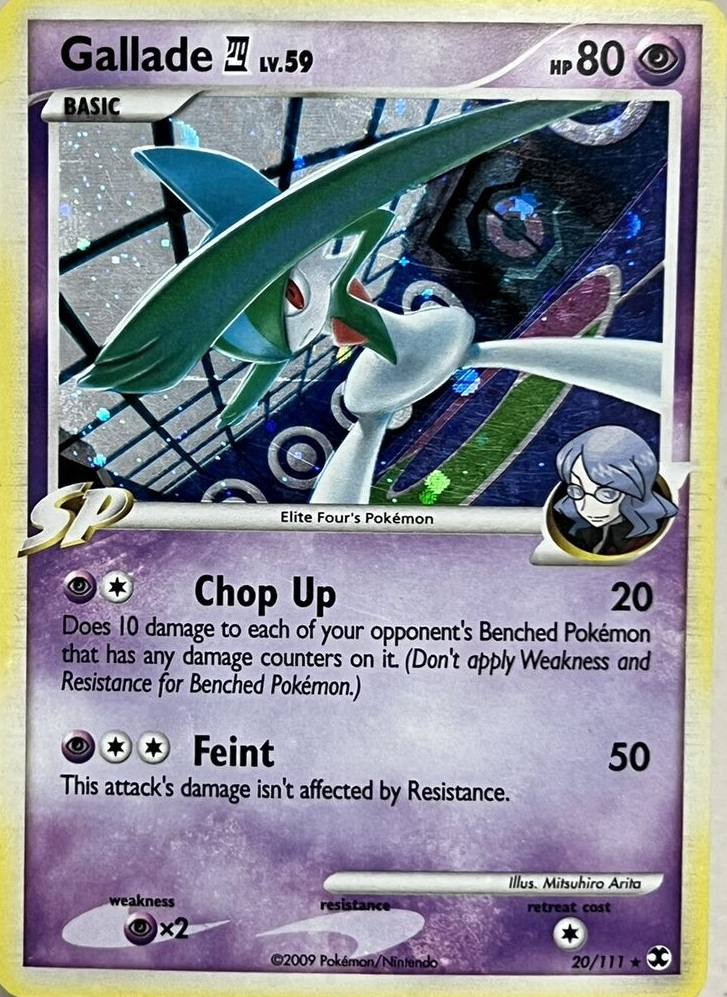 Gallade 4 LV.59 HP 80
BASIC
SP
Elite Four's Pokémon
Chop Up 20
Does 10 damage to each of your opponent's Benched Pokémon
that has any damage counters on it. (Don't apply Weakness and
Resistance for Benched Pokémon.)
Feint 50
This attack's damage isn't affected by Resistance.
Illus. Mitsuhiro Arita
weakness resistance retreat cost
×2
©2009 Pokémon/Nintendo 20/111 ★